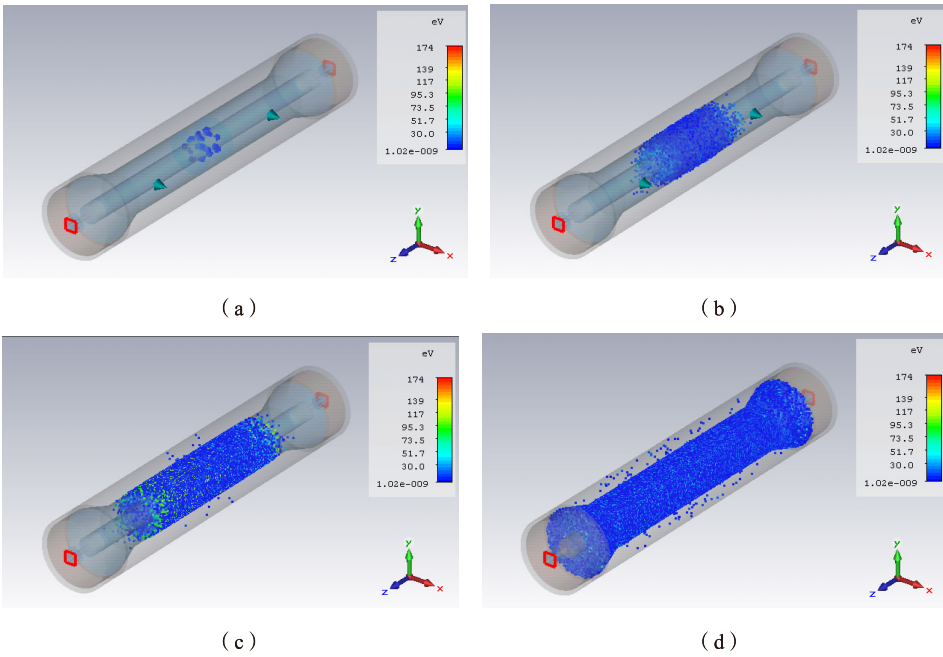 eV
174
139
117
95.3
73.5
51.7
30.0
1.02e-009
y
z
x
(a)
eV
174
139
117
95.3
73.5
51.7
30.0
1.02e-009
y
z
x
(b)
eV
174
139
117
95.3
73.5
51.7
30.0
1.02e-009
y
z
x
(c)
eV
174
139
117
95.3
73.5
51.7
30.0
1.02e-009
y
z
x
(d)